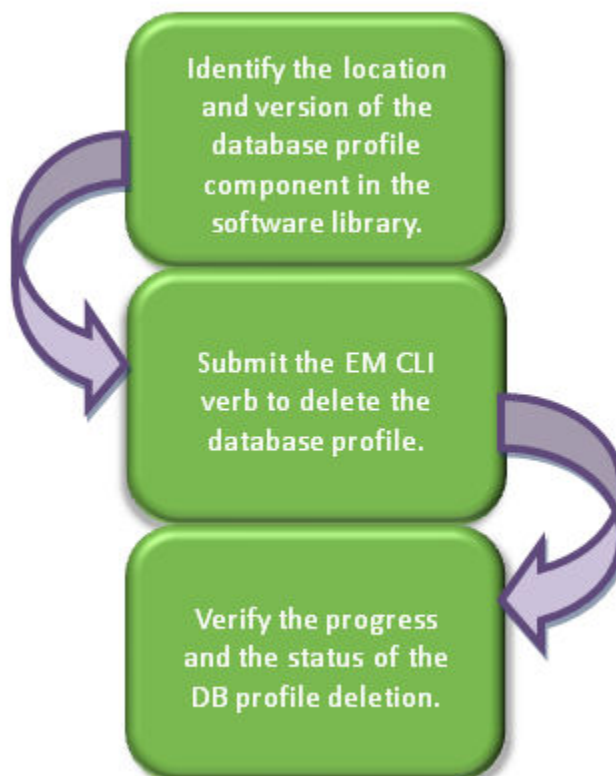 Identify the location
and version of the
database profile
component in the
software library.
Submit the EM CLI
verb to delete the
database profile.
Verify the progress
and the status of the
DB profile deletion.